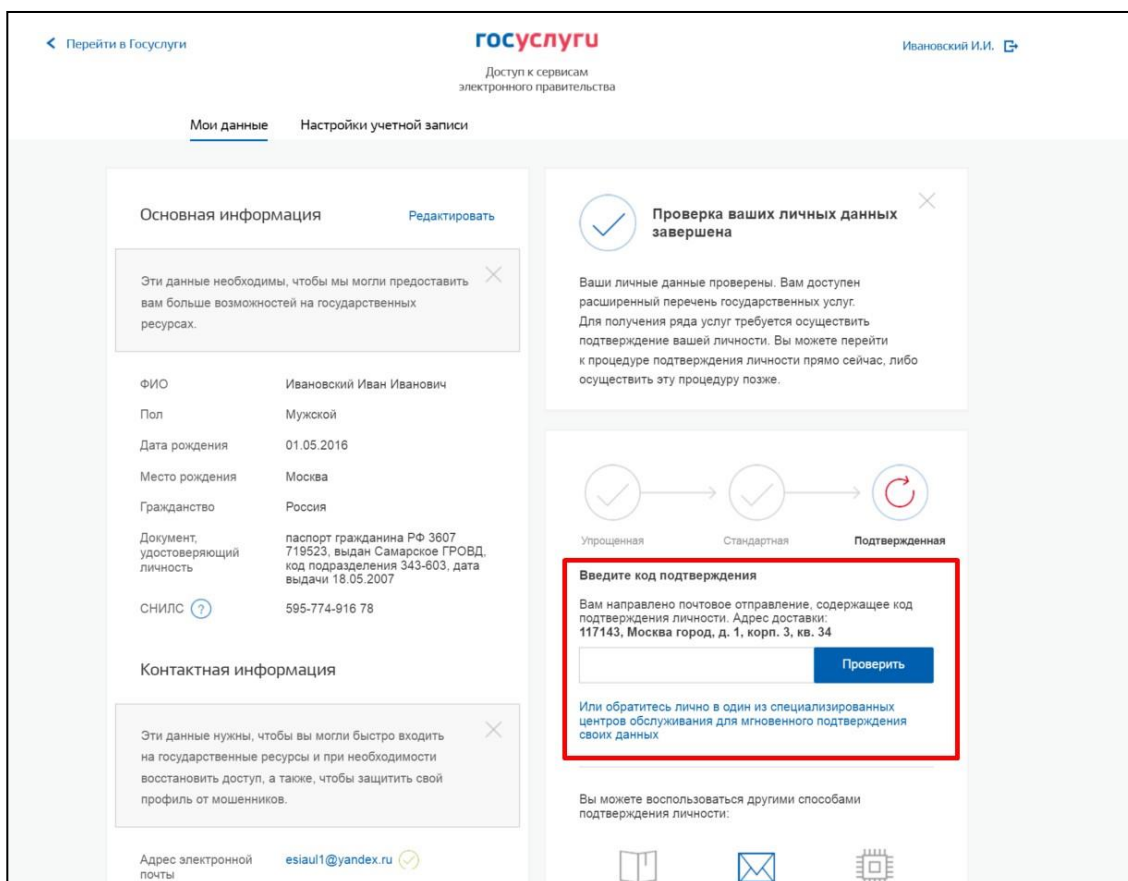 Перейти в Госуслуги
госуслуги
Ивановский И.И.
Доступ к сервисам
электронного правительства
Мои данные
Настройки учетной записи
Основная информация
Редактировать
Эти данные необходимы, чтобы мы могли предоставить
вам больше возможностей на государственных
ресурсах.
ФИО
Ивановский Иван Иванович
Пол
Мужской
Дата рождения
01.05.2016
Место рождения
Москва
Гражданство
Россия
Документ,
удостоверяющий
личность
паспорт гражданина РФ 3607
719523, выдан Самарское ГРОВД,
код подразделения 343-603, дата
выдачи 18.05.2007
СНИЛС ?
595-774-916 78
Контактная информация
Эти данные нужны, чтобы вы могли быстро входить
на государственные ресурсы и при необходимости
восстановить доступ, а также, чтобы защитить свой
профиль от мошенников.
Адрес электронной
почты
esiaul1@yandex.ru
Проверка ваших личных данных
завершена
Ваши личные данные проверены. Вам доступен
расширенный перечень государственных услуг.
Для получения ряда услуг требуется осуществить
подтверждение вашей личности. Вы можете перейти
к процедуре подтверждения личности прямо сейчас, либо
осуществить эту процедуру позже.
Упрощенная
Стандартная
Подтвержденная
Введите код подтверждения
Вам направлено почтовое отправление, содержащее код
подтверждения личности. Адрес доставки:
117143, Москва город, д. 1, корп. 3, кв. 34
Проверить
Или обратитесь лично в один из специализированных
центров обслуживания для мгновенного подтверждения
своих данных
Вы можете воспользоваться другими способами
подтверждения личности: